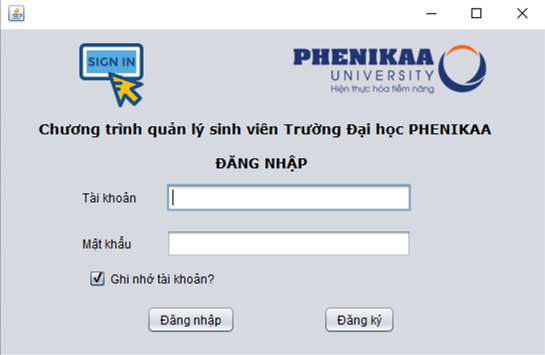 SIGN IN
PHENIKAA
UNIVERSITY
Hiện thực hóa tiềm năng
Chương trình quản lý sinh viên Trường Đại học PHENIKAA
ĐĂNG NHẬP
Tài khoản
Mật khẩu
Ghi nhớ tài khoản?
Đăng nhập
Đăng ký